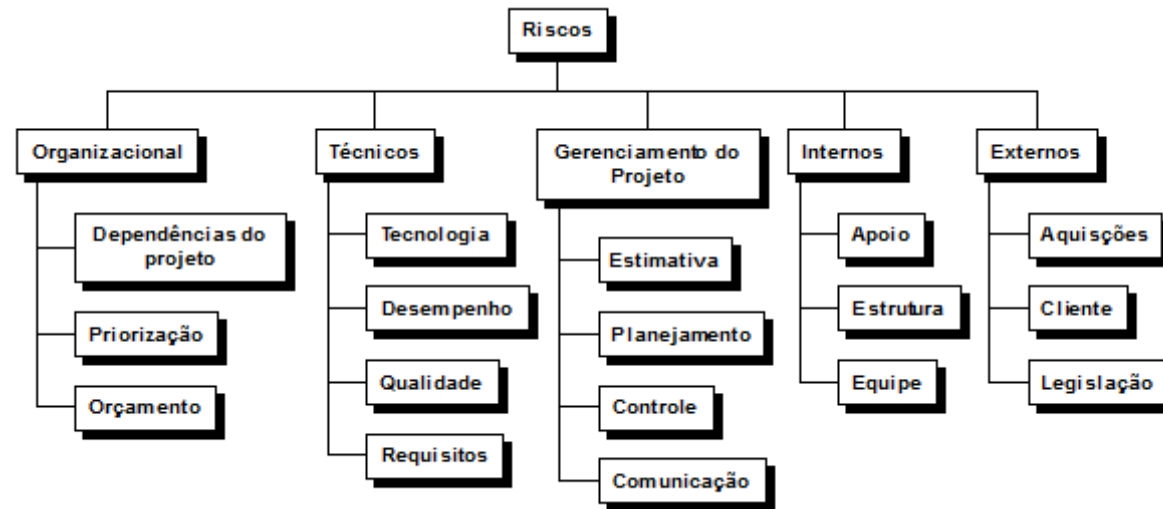 Riscos
Organizacional
Dependências do
projeto
Priorização
Orçamento
Técnicos
Tecnologia
Desempenho
Qualidade
Requisitos
Gerenciamento do
Projeto
Estimativa
Planejamento
Controle
Comunicação
Internos
Apoio
Estrutura
Equipe
Externos
Aquisções
Cliente
Legislação